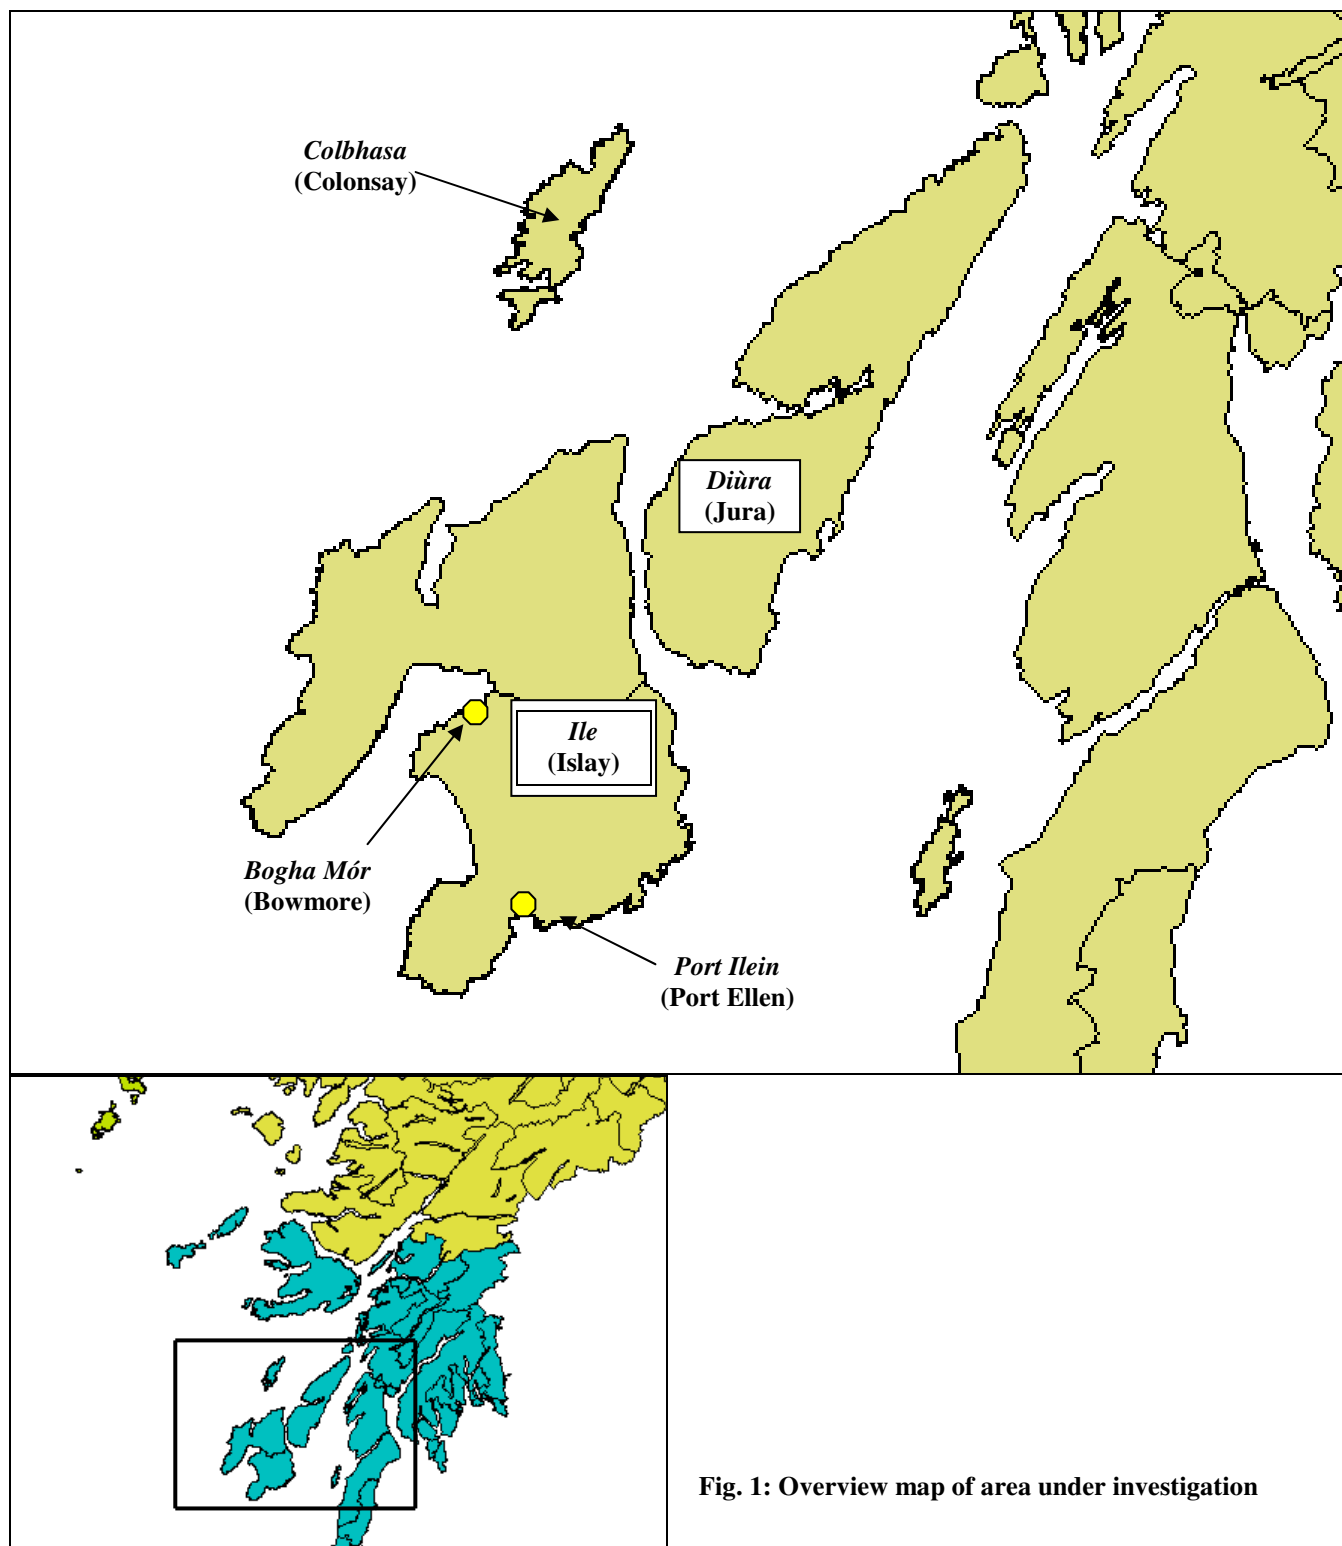 Colbhasa
(Colonsay)
Diùra
(Jura)
Ile
(Islay)
Bogha Mór
(Bowmore)
Port Ilein
(Port Ellen)
Fig. 1: Overview map of area under investigation